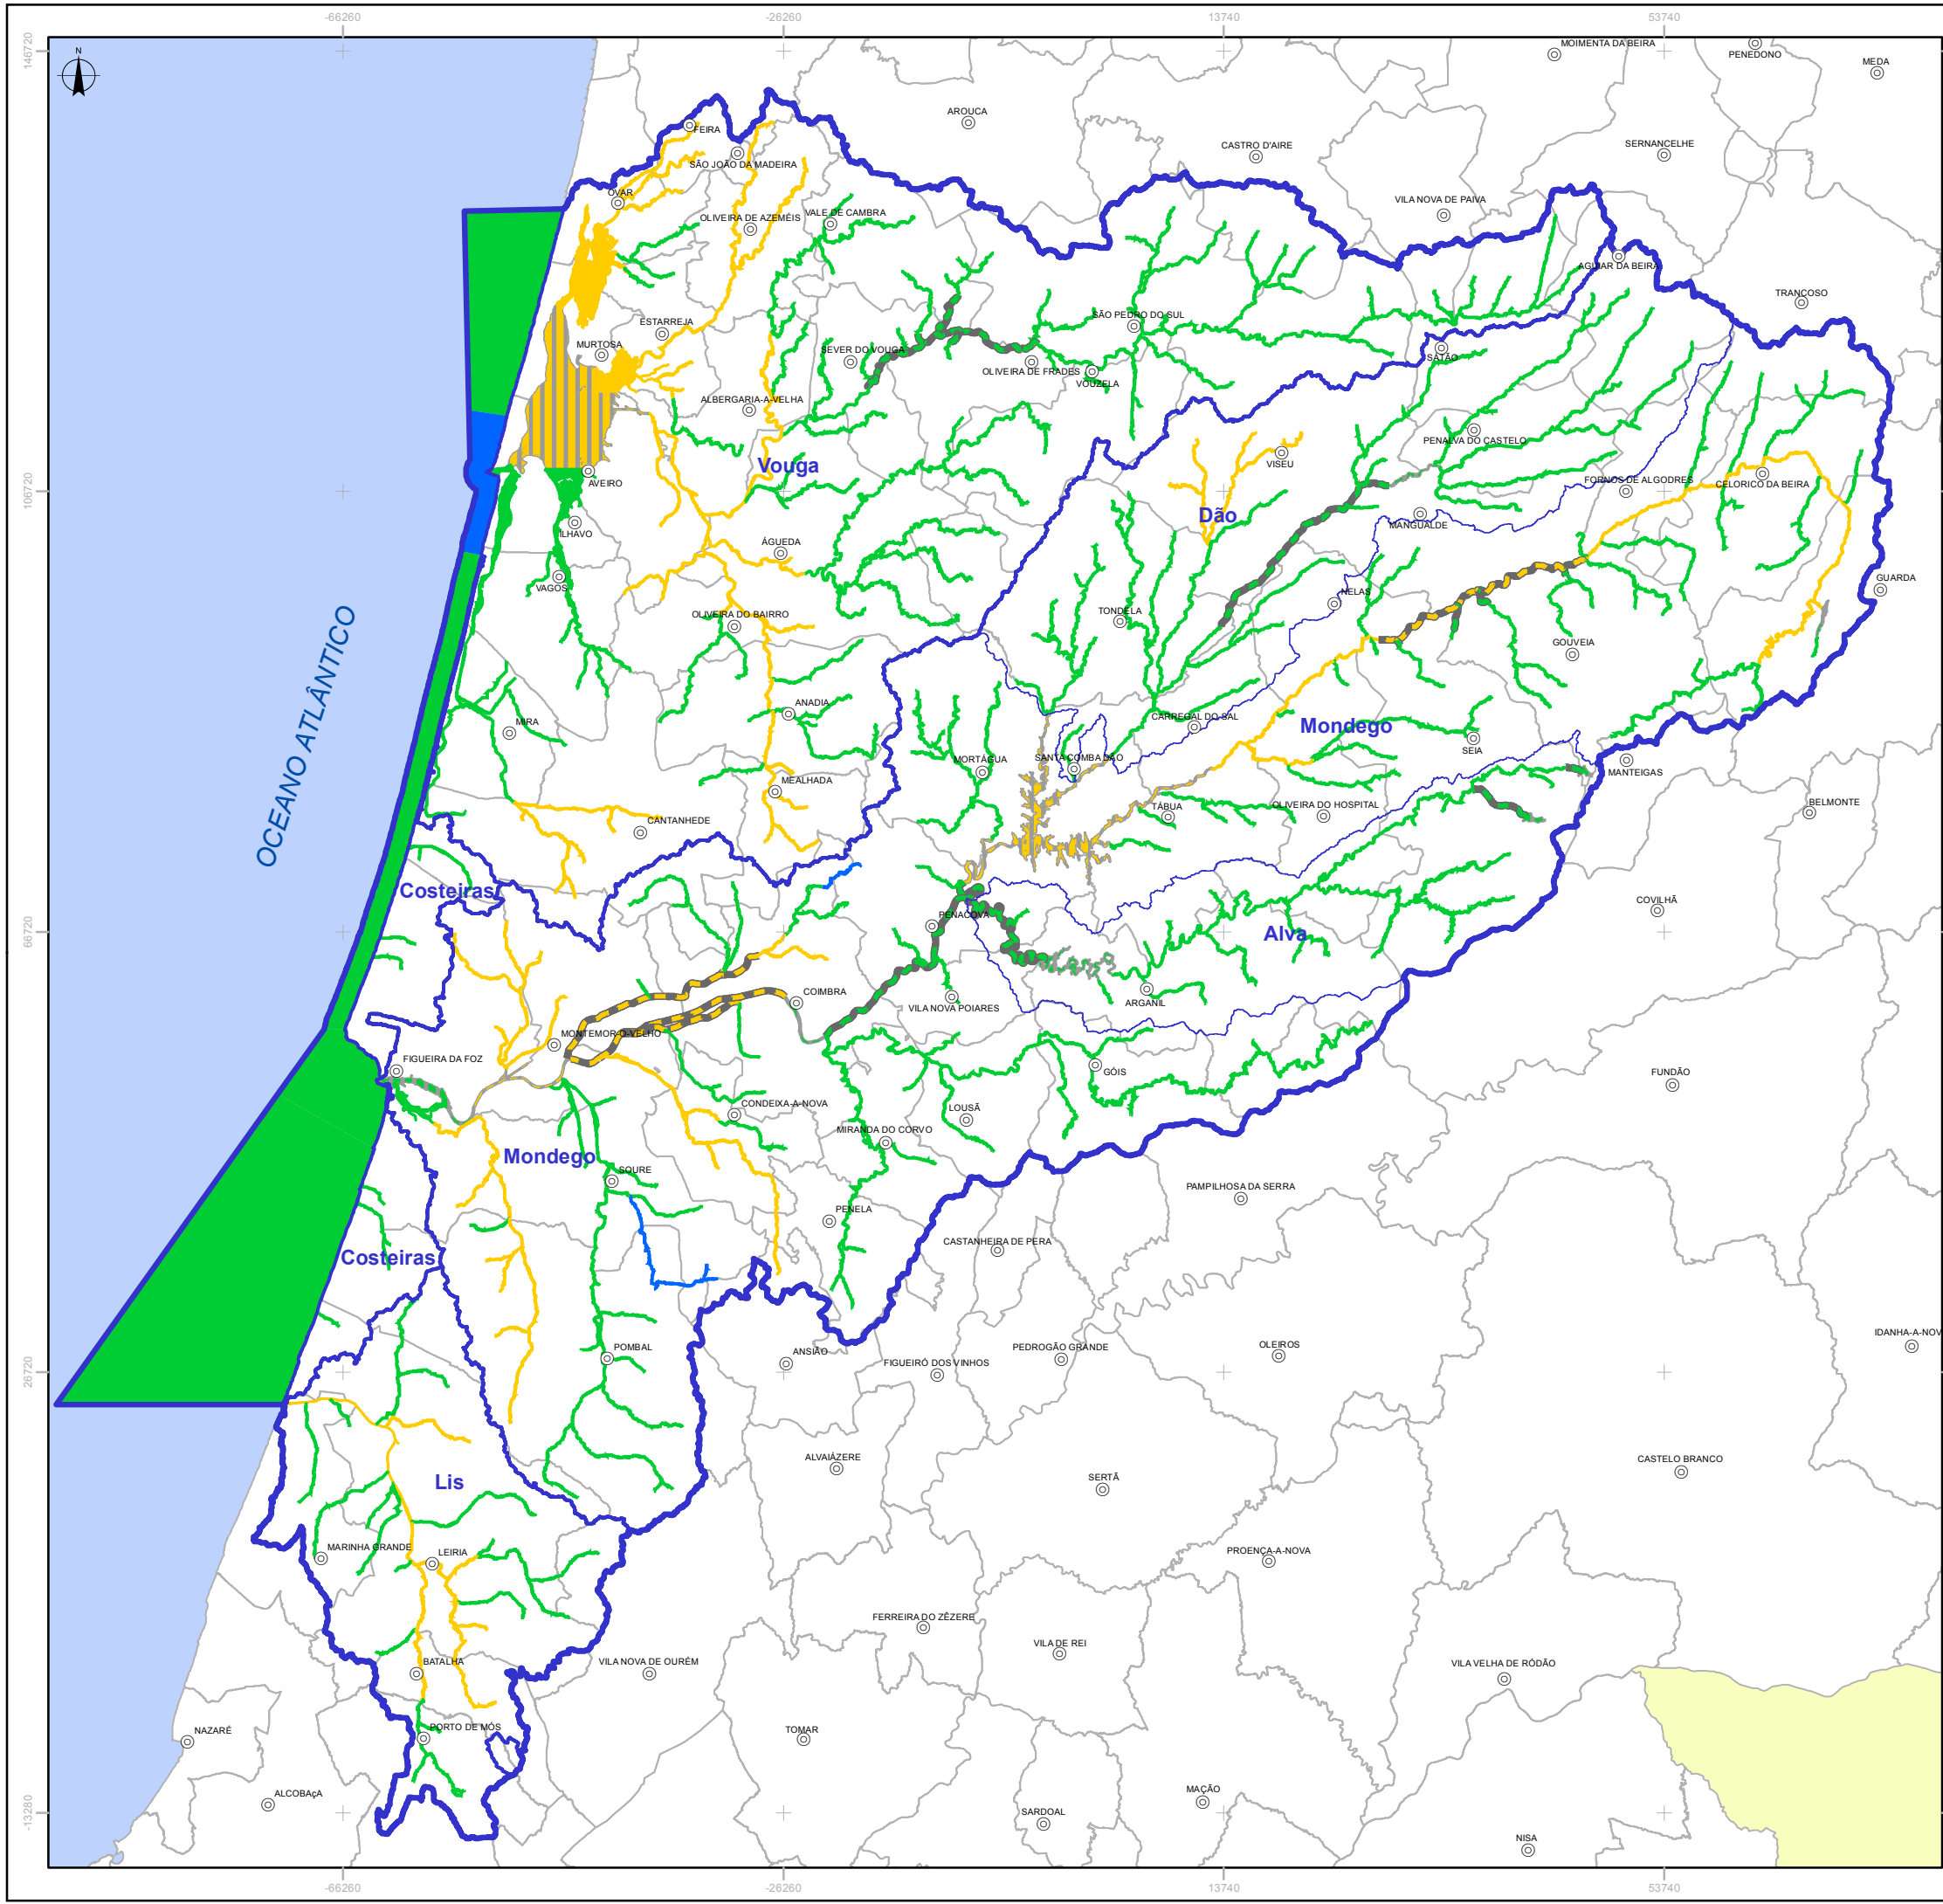 -66260
-26260
13740
53740
146720
N
MOIMENTA DA BEIRA
PENEDONO
MEDA
AROUCA
FEIRA
CASTRO D'AIRE
SERNANCELHE
SÃO JOÃO DA MADEIRA
OVAR
VILA NOVA DE PAIVA
OLIVEIRA DE AZEMÉIS
VALE DE CAMBRA
AGUIAR DA BEIRA
TRANCOSO
SÃO PEDRO DO SUL
ESTARREJA
MURTOSA
SEVER DO VOUGA
SATÃO
OLIVEIRA DE FRADES
VOUZELA
ALBERGARIA-A-VELHA
PENALVA DO CASTELO
Vouga
VISEU
106720
AVEIRO
FORNOS DE ALGODRES
CELORICO DA BEIRA
Dão
MANGUALDE
ILHAVO
ÁGUEDA
GUARDA
VAGOS
NELAS
OLIVEIRA DO BAIRRO
TONDELA
GOUVEIA
OCEANO ATLÂNTICO
ANADIA
MIRA
CARREGAL DO SAL
Mondego
SEIA
MORTÁGUA
SANTA COMBA DÃO
MANTEIGAS
MEALHADA
TÁBUA
OLIVEIRA DO HOSPITAL
BELMONTE
CANTANHEDE
Costeiras
COVILHÃ
66720
PENACOVA
Alva
COIMBRA
VILA NOVA POIARES
ARGANIL
MONTEMOR-O-VELHO
FIGUEIRA DA FOZ
GÓIS
FUNDÃO
CONDEIXA-A-NOVA
LOUSÃ
MIRANDA DO CORVO
Mondego
SOURE
PAMPILHOSA DA SERRA
PENELA
CASTANHEIRA DE PERA
Costeiras
POMBAL
ANSIÃO
PEDROGÃO GRANDE
OLEIROS
IDANHA-A-NOV
FIGUEIRÓ DOS VINHOS
26720
ALVAIÁZERE
CASTELO BRANCO
Lis
SERTÃ
MARINHA GRANDE
LEIRIA
PROENÇA-A-NOVA
FERREIRA DO ZÊZERE
VILA DE REI
BATALHA
VILA NOVA DE OURÉM
VILA VELHA DE RÓDÃO
NAZARÉ
PORTO DE MÓS
TOMAR
ALCOBAçA
MAÇÃO
SARDOAL
-13280
NISA
-66260
-26260
13740
53740